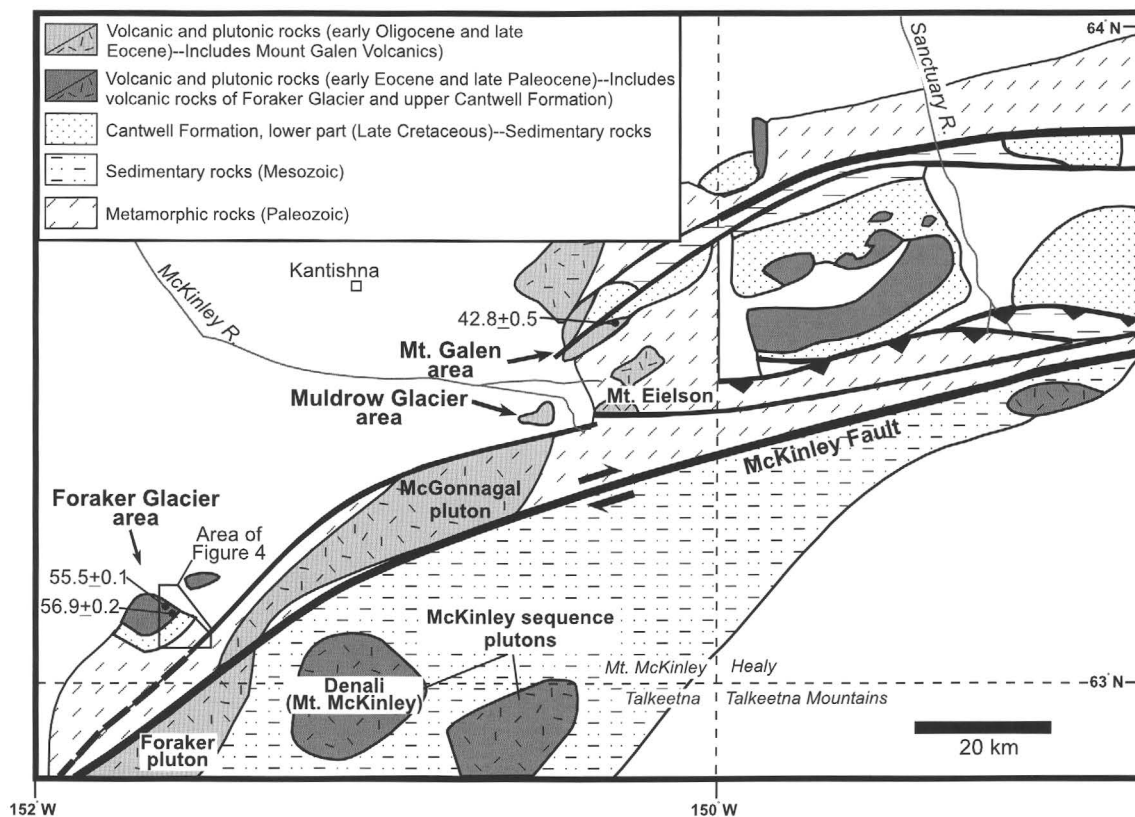 Volcanic and plutonic rocks (early Oligocene and late
Eocene)--Includes Mount Galen Volcanics)
Volcanic and plutonic rocks (early Eocene and late Paleocene)--Includes
volcanic rocks of Foraker Glacier and upper Cantwell Formation)
Cantwell Formation, lower part (Late Cretaceous)--Sedimentary rocks
Sedimentary rocks (Mesozoic)
Metamorphic rocks (Paleozoic)
64° N
Sanctuary R.
McKinley R.
Kantishna
42.8±0.5
Mt. Galen
area
Muldrow Glacier
area
Mt. Eielson
McKinley Fault
McGonnagal
pluton
Foraker Glacier
area
Area of
Figure 4
55.5±0.1
56.9±0.2
McKinley sequence
plutons
Mt. McKinley
Healy
Denali
(Mt. McKinley)
63° N
Talkeetna
Talkeetna Mountains
Foraker
pluton
20 km
152° W
150° W